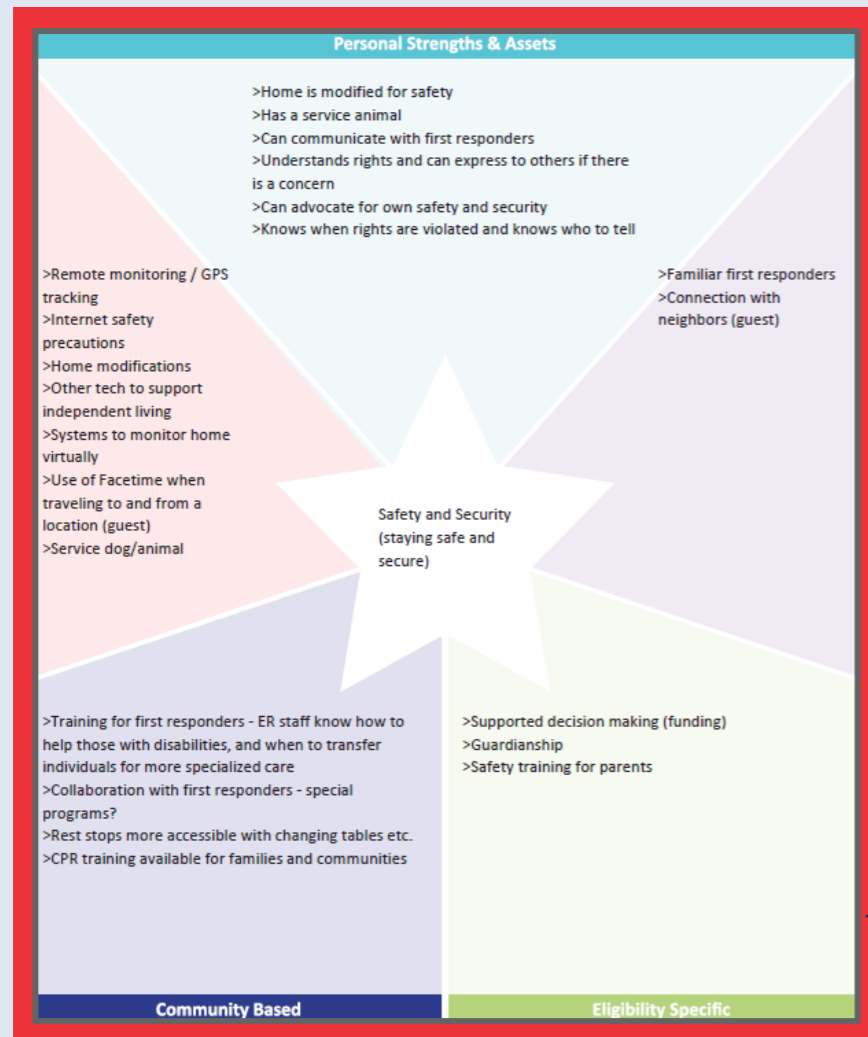 Personal Strengths & Assets
>Home is modified for safety
>Has a service animal
>Can communicate with first responders
>Understands rights and can express to others if there
is a concern
>Can advocate for own safety and security
>Knows when rights are violated and knows who to tell
>Remote monitoring / GPS
tracking
>Internet safety
precautions
>Home modifications
>Other tech to support
independent living
>Systems to monitor home
virtually
>Use of Facetime when
traveling to and from a
location (guest)
>Service dog/animal
>Familiar first responders
>Connection with
neighbors (guest)
Safety and Security
(staying safe and
secure)
>Training for first responders - ER staff know how to
help those with disabilities, and when to transfer
individuals for more specialized care
>Collaboration with first responders - special
programs?
>Rest stops more accessible with changing tables etc.
>CPR training available for families and communities
>Supported decision making (funding)
>Guardianship
>Safety training for parents
Community Based
Eligibility Specific